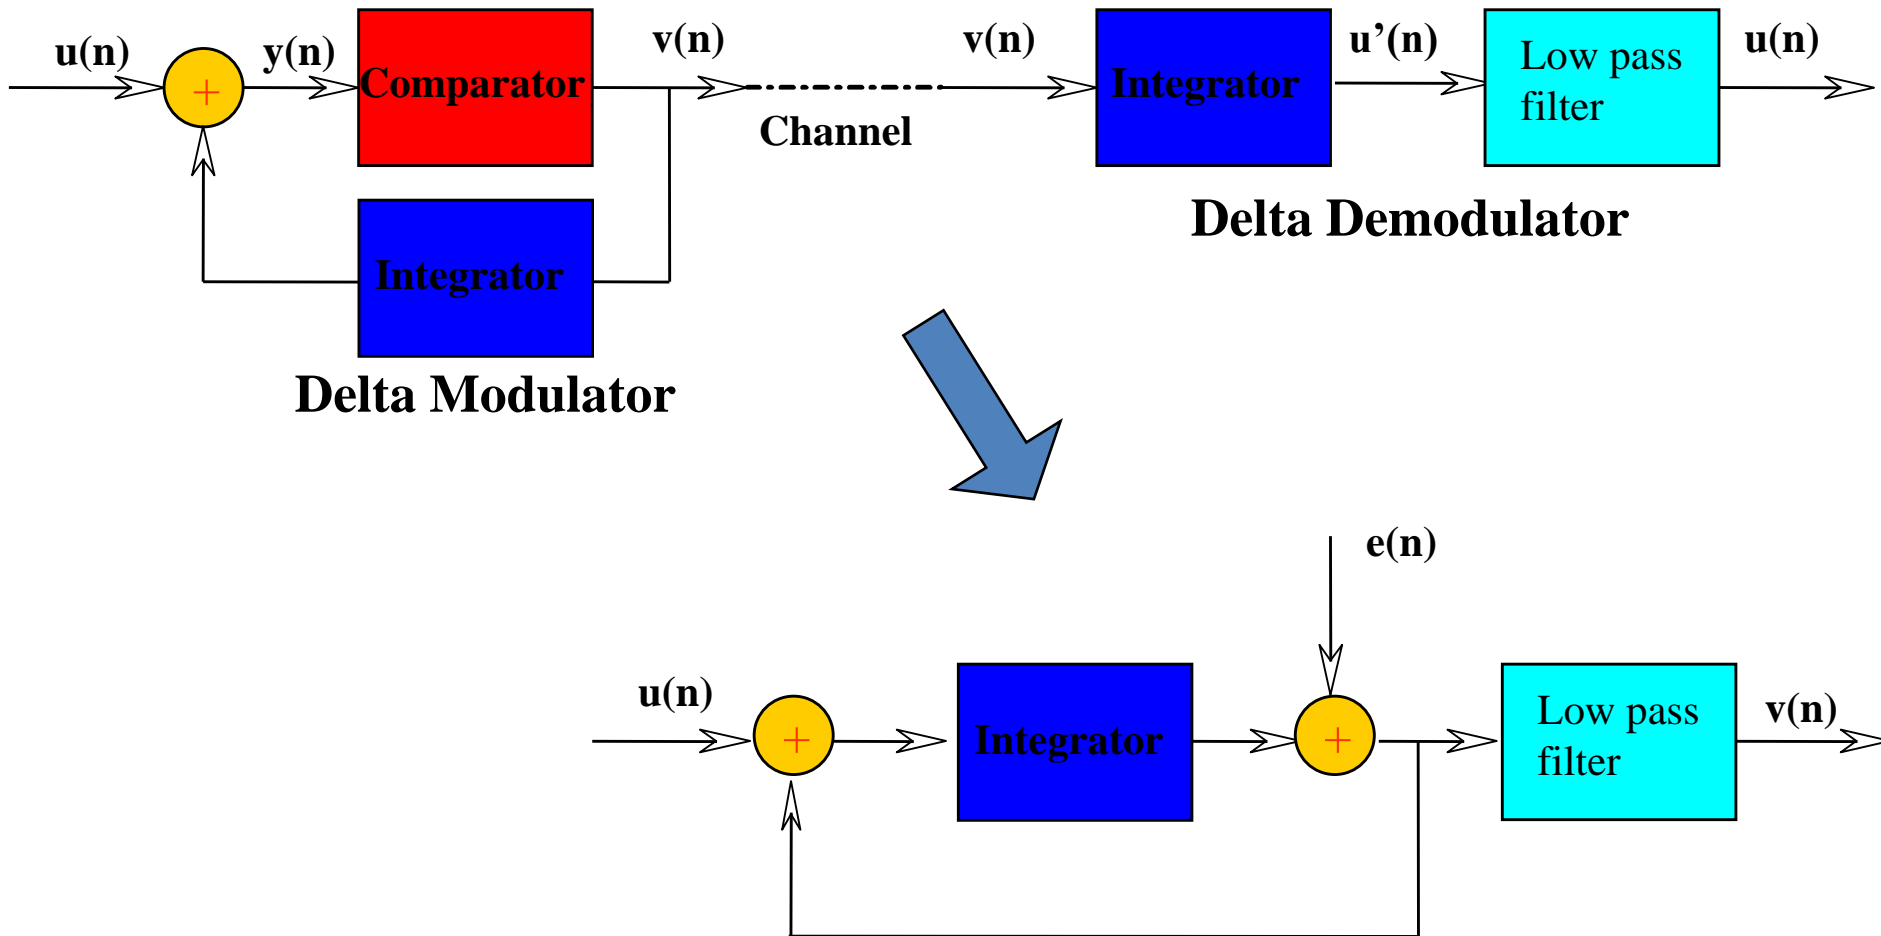 u(n)
+
y(n)
Comparator
v(n)
Channel
Integrator
Delta Modulator
v(n)
Integrator
u’(n)
Low pass
filter
u(n)
Delta Demodulator
e(n)
u(n)
+
Integrator
+
Low pass
filter
v(n)